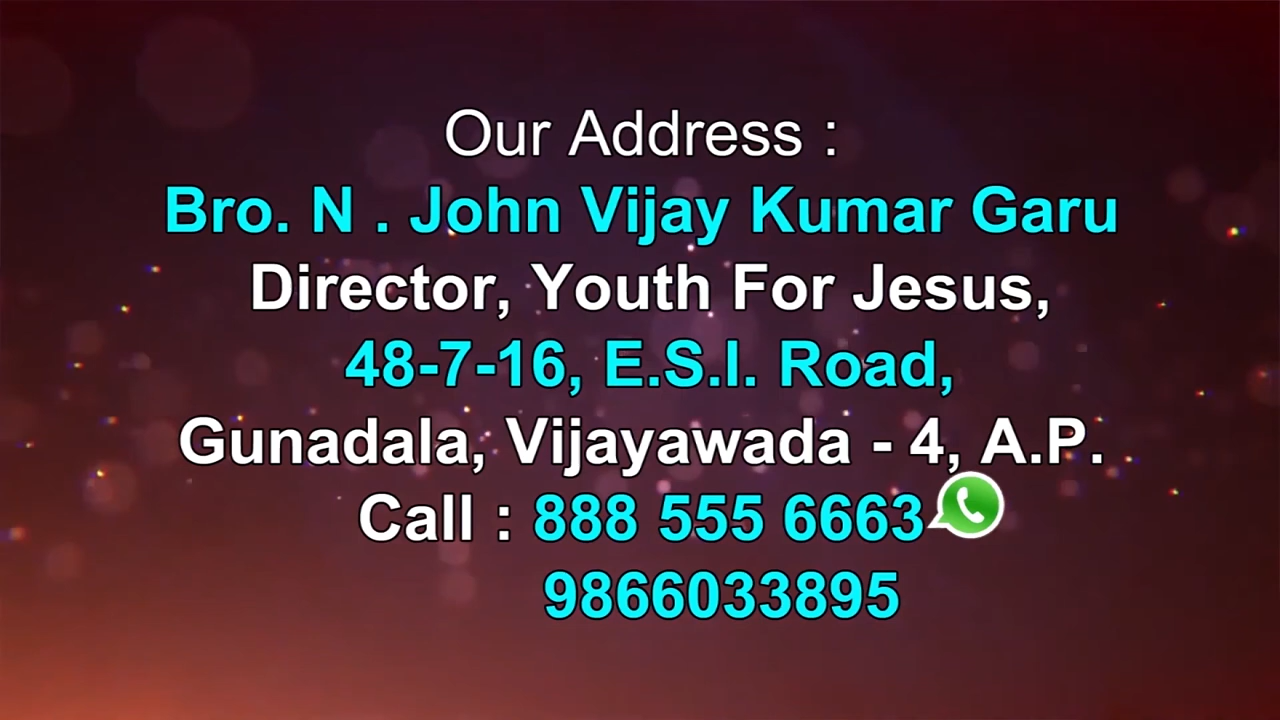 Our Address :
Bro. N . John Vijay Kumar Garu
Director, Youth For Jesus,
48-7-16, E.S.I. Road,
Gunadala, Vijayawada - 4, A.P.
Call : 888 555 6663
9866033895